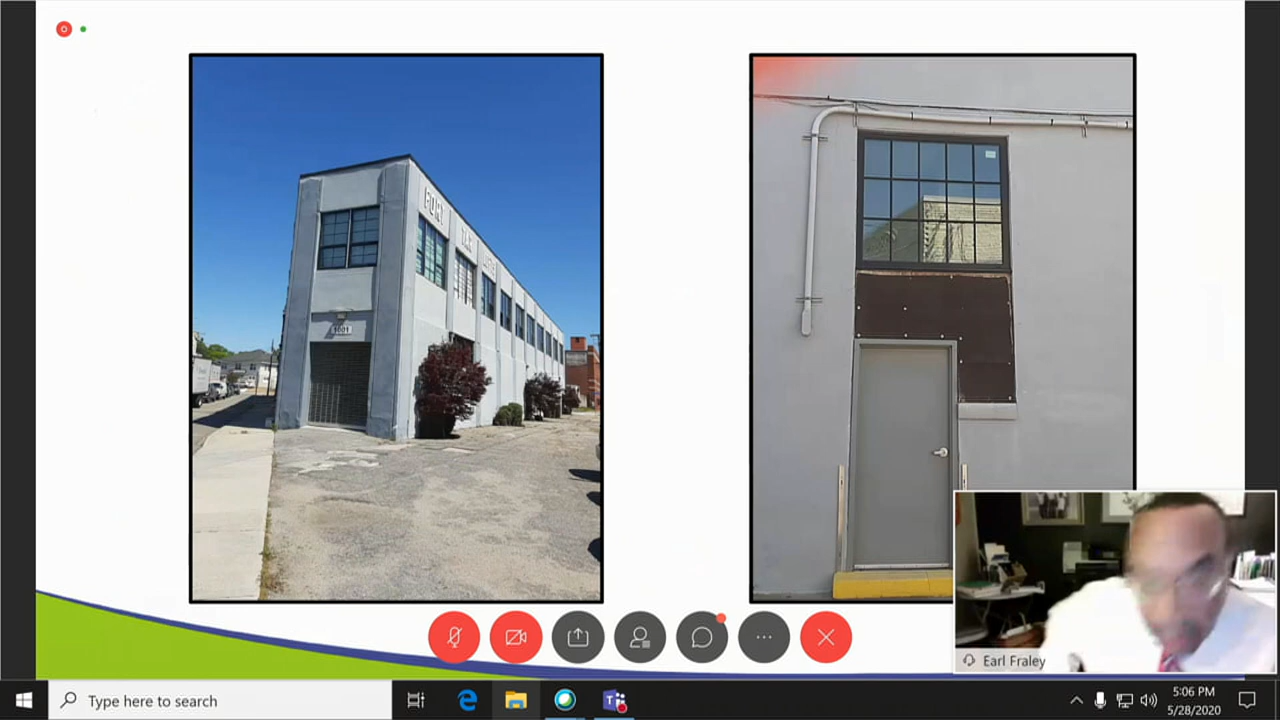 1001
Earl Fraley
Type here to search
5:06 PM
5/28/2020